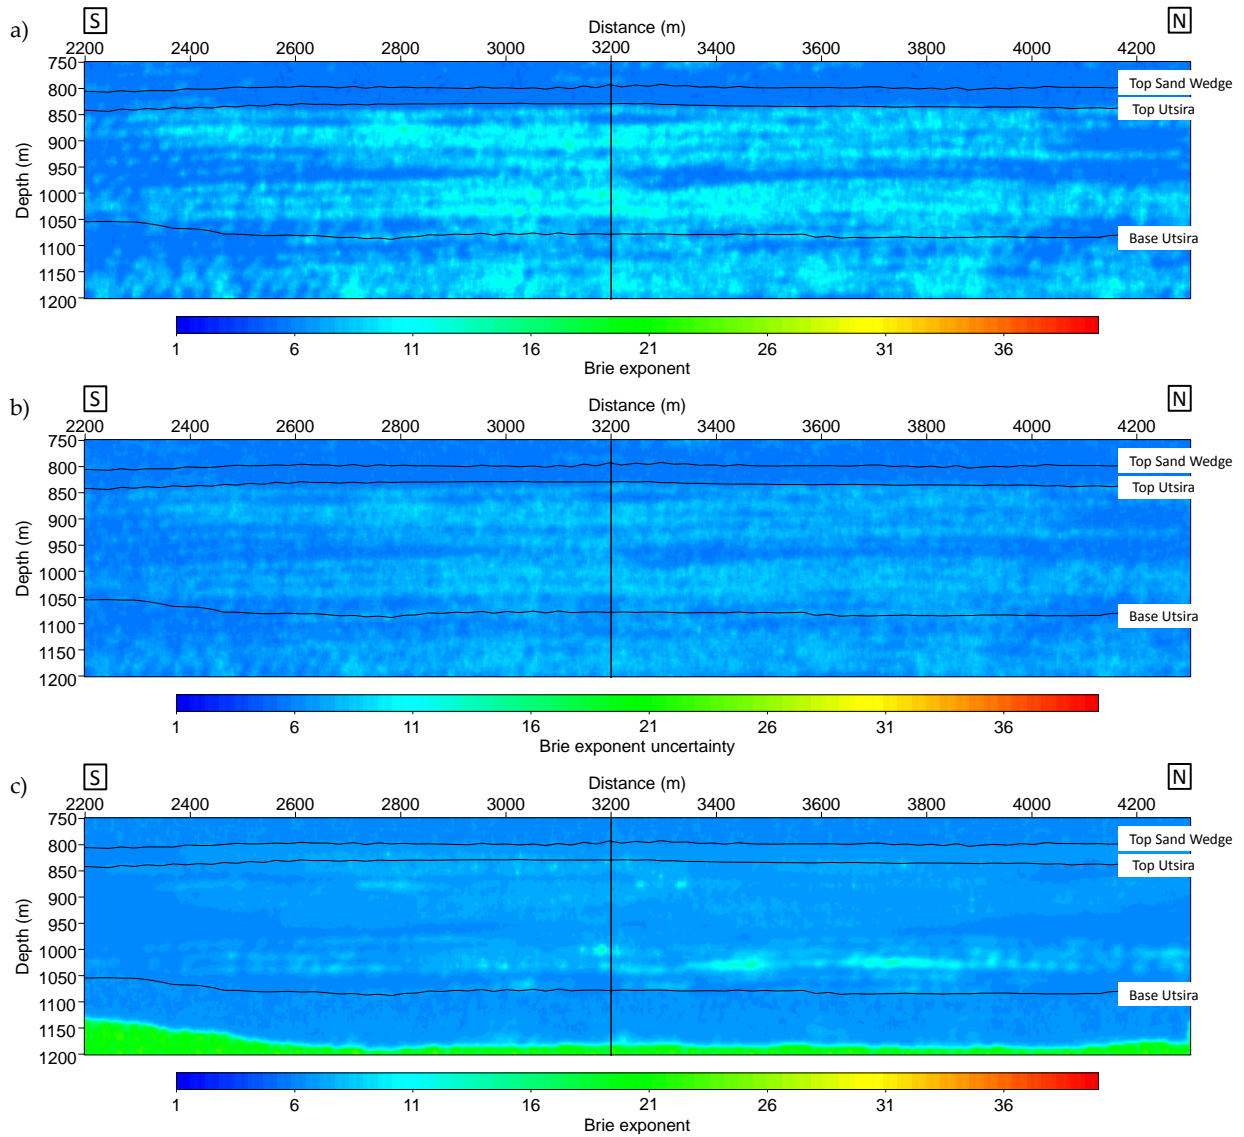 a)
S
Distance (m)
N
2200 2400 2600 2800 3000 3200 3400 3600 3800 4000 4200
Depth (m)
750
800
850
900
950
1000
1050
1100
1150
1200
Top Sand Wedge
Top Utsira
Base Utsira
1 6 11 16 21 26 31 36
Brie exponent
b)
S
Distance (m)
N
2200 2400 2600 2800 3000 3200 3400 3600 3800 4000 4200
Depth (m)
750
800
850
900
950
1000
1050
1100
1150
1200
Top Sand Wedge
Top Utsira
Base Utsira
1 6 11 16 21 26 31 36
Brie exponent uncertainty
c)
S
Distance (m)
N
2200 2400 2600 2800 3000 3200 3400 3600 3800 4000 4200
Depth (m)
750
800
850
900
950
1000
1050
1100
1150
1200
Top Sand Wedge
Top Utsira
Base Utsira
1 6 11 16 21 26 31 36
Brie exponent